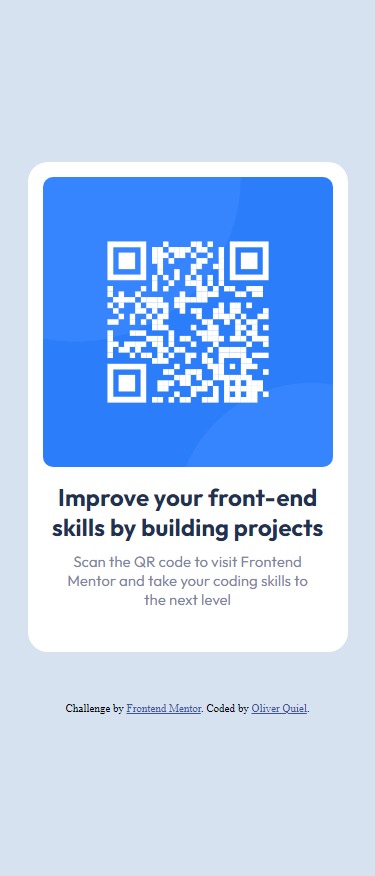 Improve your front-end
skills by building projects
Scan the QR code to visit Frontend
Mentor and take your coding skills to
the next level
Challenge by Frontend Mentor. Coded by Oliver Quiel.